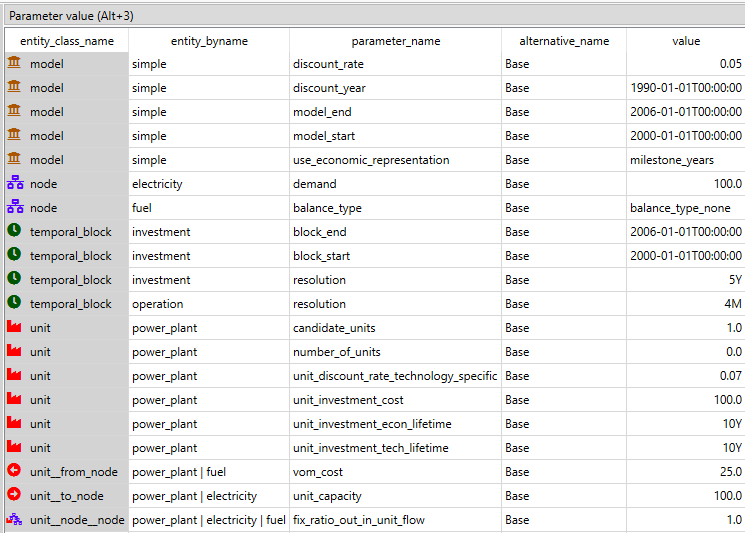 Parameter value (Alt+3)
entity_class_name entity_byname parameter_name alternative_name value
model simple discount_rate Base 0.05
model simple discount_year Base 1990-01-01T00:00:00
model simple model_end Base 2006-01-01T00:00:00
model simple model_start Base 2000-01-01T00:00:00
model simple use_economic_representation Base milestone_years
node electricity demand Base 100.0
node fuel balance_type Base balance_type_none
temporal_block investment block_end Base 2006-01-01T00:00:00
temporal_block investment block_start Base 2000-01-01T00:00:00
temporal_block investment resolution Base 5Y
temporal_block operation resolution Base 4M
unit power_plant candidate_units Base 1.0
unit power_plant number_of_units Base 0.0
unit power_plant unit_discount_rate_technology_specific Base 0.07
unit power_plant unit_investment_cost Base 100.0
unit power_plant unit_investment_econ_lifetime Base 10Y
unit power_plant unit_investment_tech_lifetime Base 10Y
unit__from_node power_plant | fuel vom_cost Base 25.0
unit__to_node power_plant | electricity unit_capacity Base 100.0
unit__node__node power_plant | electricity | fuel fix_ratio_out_in_unit_flow Base 1.0